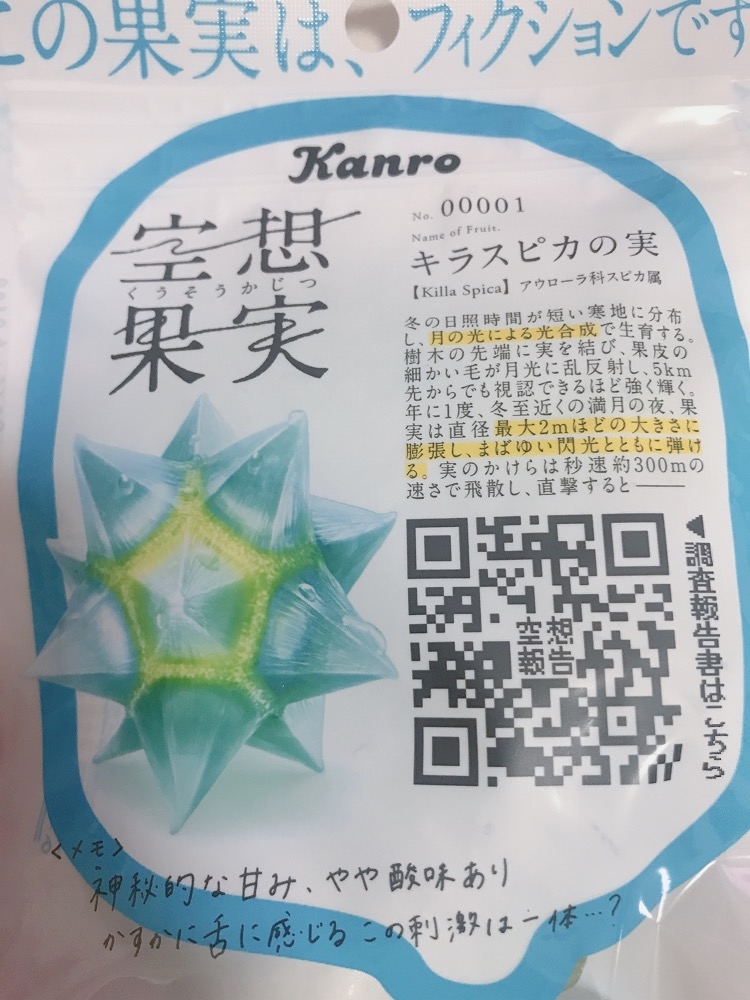 この果実は、フィクションです
Kanro
空想
くうそうかじつ
果実
No. 00001
Name of Fruit.
キラスピカの実
【Killa Spica】アウローラ科スピカ属
冬の日照時間が短い寒地に分布
し、月の光による光合成で生育する。
樹木の先端に実を結び、果皮の
細かい毛が月光に乱反射し、5km
先からでも視認できるほど強く輝く。
年に1度、冬至近くの満月の夜、果
実は直径最大2mほどの大きさに
膨張し、まばゆい閃光とともに弾け
る。実のかけらは秒速約300mの
速さで飛散し、直撃すると――
空想
報告
◀調査報告書はこちら
<メモ>
神秘的な甘み、やや酸味あり
かすかに舌に感じるこの刺激は一体…?